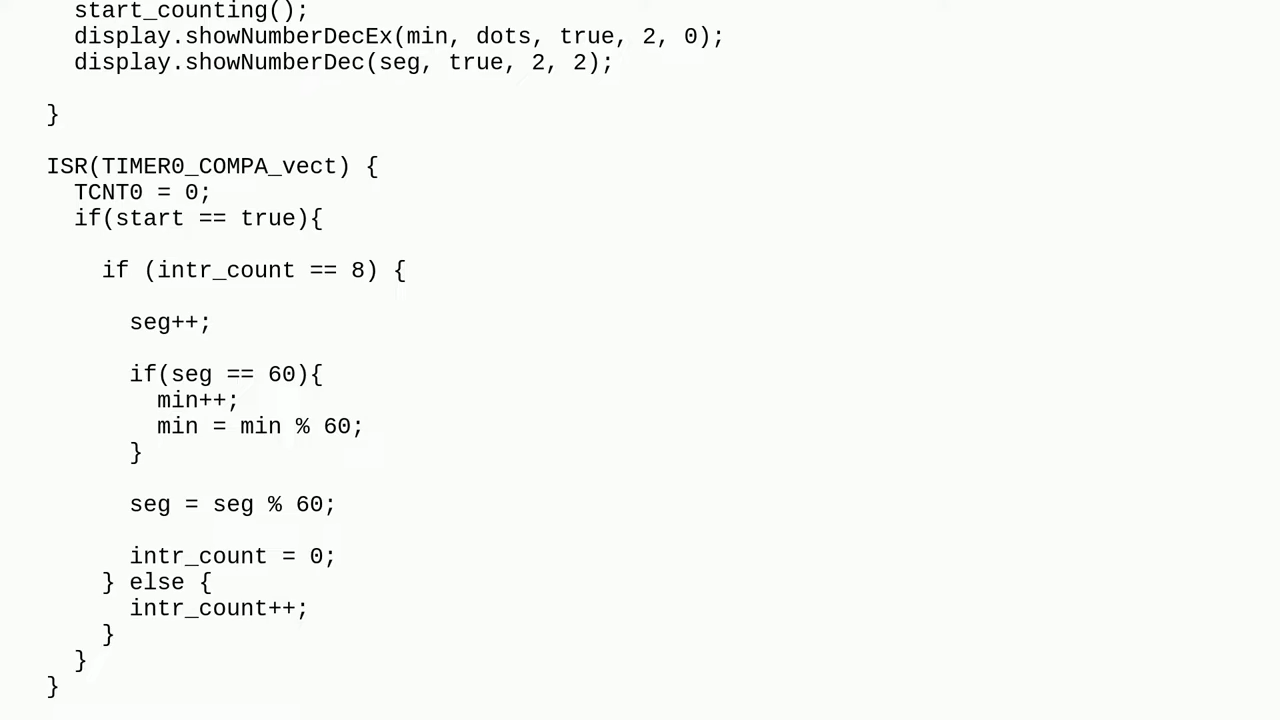 start_counting();
display.showNumberDecEx(min, dots, true, 2, 0);
display.showNumberDec(seg, true, 2, 2);
}
ISR(TIMER0_COMPA_vect) {
TCNT0 = 0;
if(start == true){
if (intr_count == 8) {
seg++;
if(seg == 60){
min++;
min = min % 60;
}
seg = seg % 60;
intr_count = 0;
} else {
intr_count++;
}
}
}